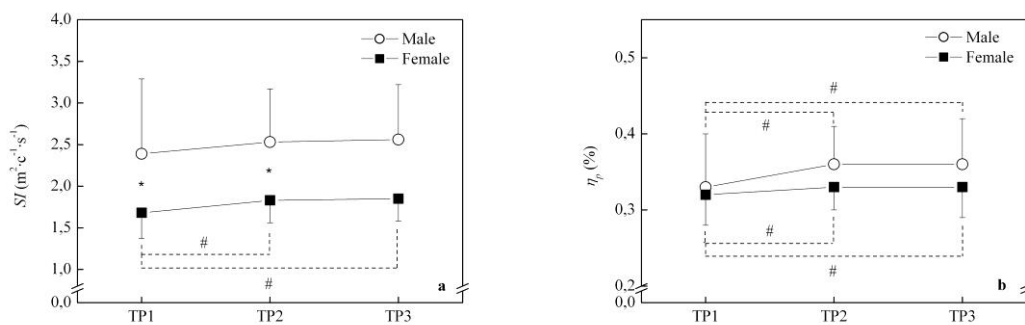 4,0
3,5
3,0
2,5
2,0
1,5
1,0
0,0
SI (m²·c⁻¹·s⁻¹)
Male
Female
*
*
#
#
a
TP1
TP2
TP3
0,5
0,4
0,3
0,2
0,0
ηp (%)
Male
Female
#
#
#
#
b
TP1
TP2
TP3